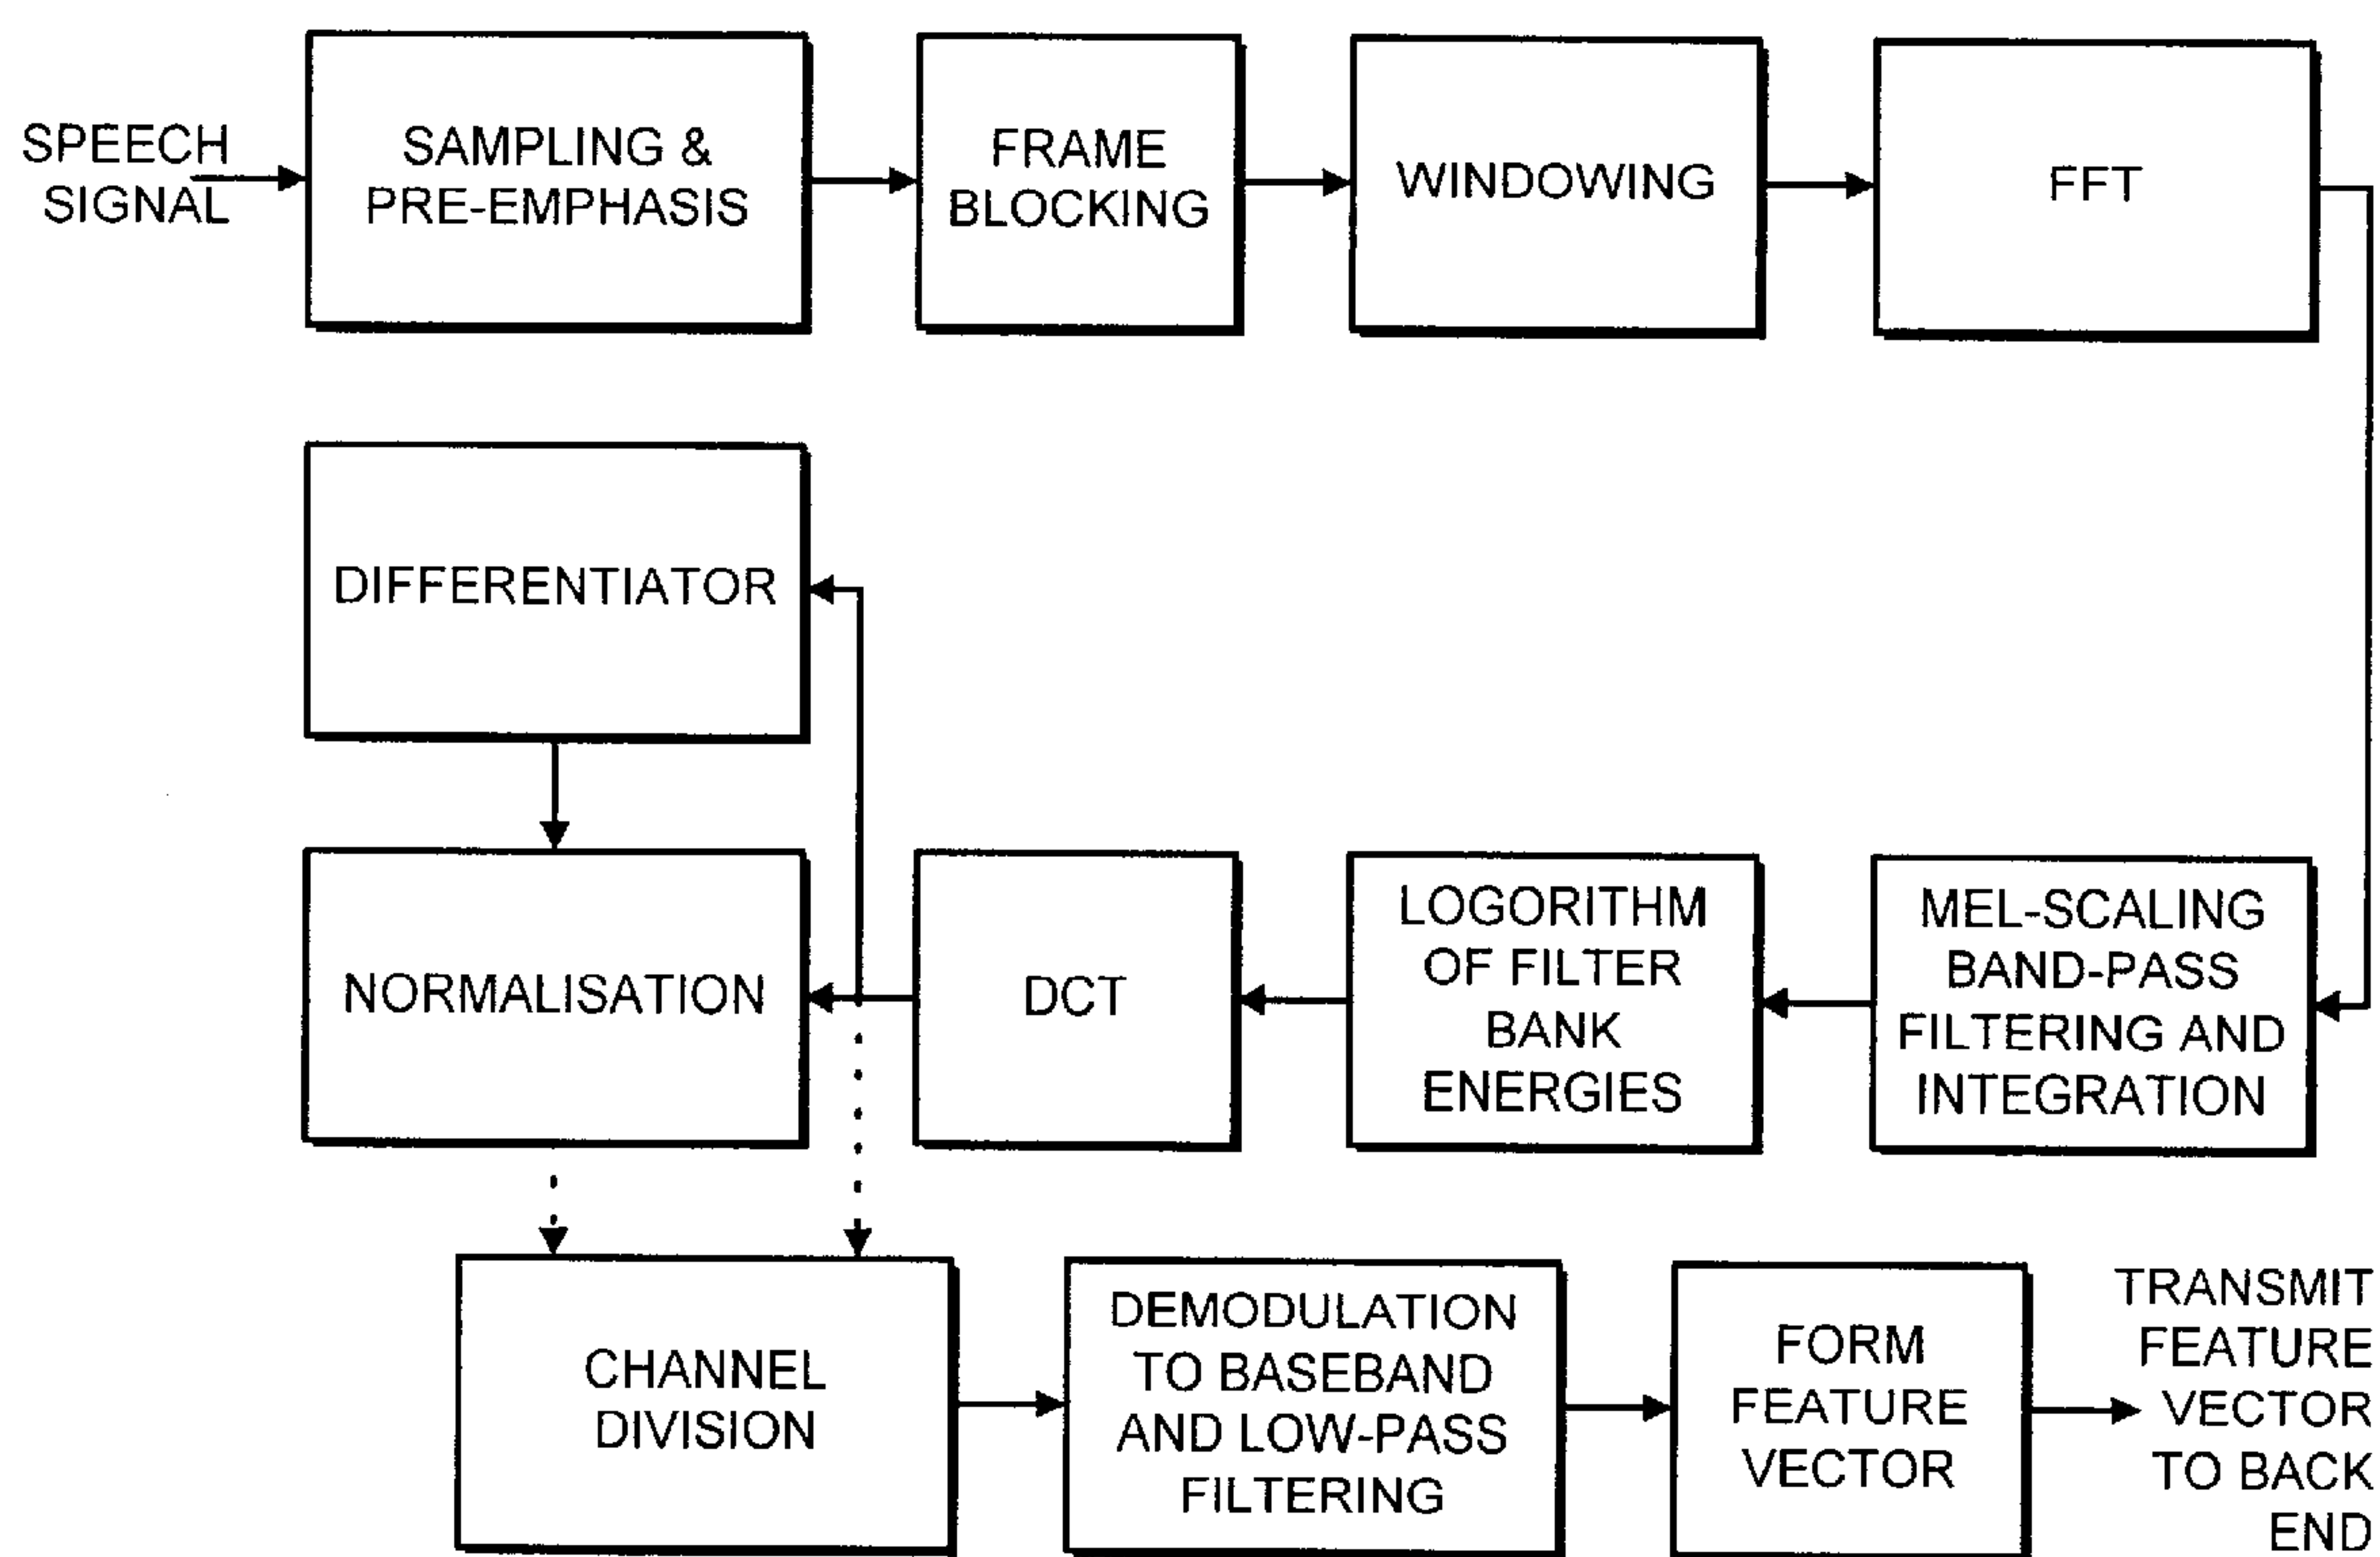 SPEECH
SIGNAL
SAMPLING &
PRE-EMPHASIS
FRAME
BLOCKING
WINDOWING
FFT
DIFFERENTIATOR
NORMALISATION
DCT
LOGORITHM
OF FILTER
BANK
ENERGIES
MEL-SCALING
BAND-PASS
FILTERING AND
INTEGRATION
CHANNEL
DIVISION
DEMODULATION
TO BASEBAND
AND LOW-PASS
FILTERING
FORM
FEATURE
VECTOR
TRANSMIT
FEATURE
VECTOR
TO BACK
END